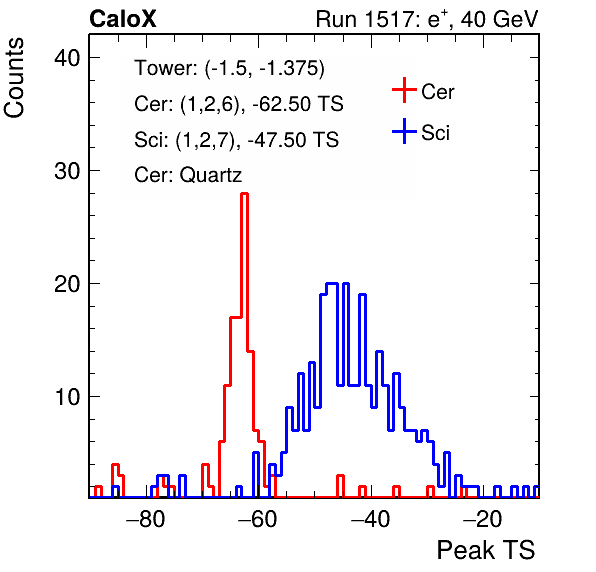 CaloX Run 1517: e⁺, 40 GeV
Counts
40
30
20
10
Tower: (-1.5, -1.375)
Cer: (1,2,6), -62.50 TS
Sci: (1,2,7), -47.50 TS
Cer: Quartz
Cer
Sci
−80 −60 −40 −20
Peak TS